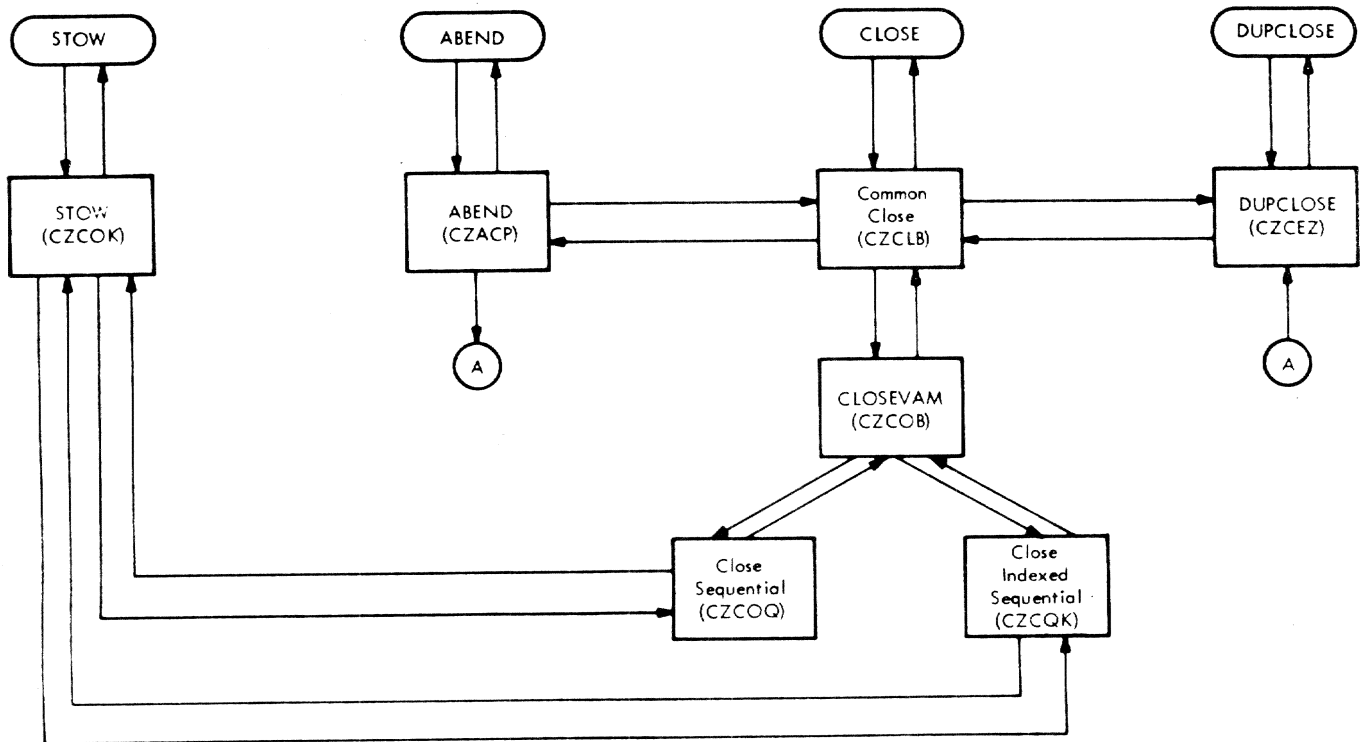 STOW
ABEND
CLOSE
DUPCLOSE
STOW
(CZCOK)
ABEND
(CZACP)
Common
Close
(CZCLB)
DUPCLOSE
(CZCEZ)
A
A
CLOSEVAM
(CZCOB)
Close
Sequential
(CZCOQ)
Close
Indexed
Sequential
(CZCQK)